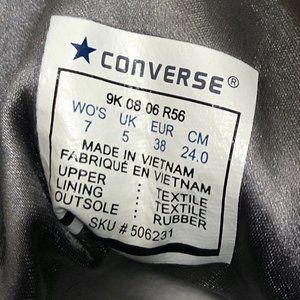 CONVERSE®
9K 08 06 R56
WO'S UK EUR CM
7 5 38 24.0
MADE IN VIETNAM
FABRIQUÉ EN VIETNAM
UPPER : TEXTILE
LINING : TEXTILE
OUTSOLE : RUBBER
SKU # 506231